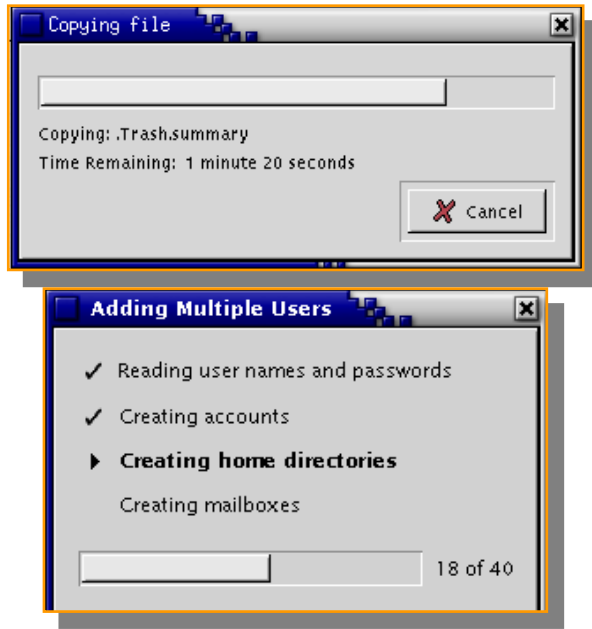 Copying file
Copying: .Trash.summary
Time Remaining: 1 minute 20 seconds
Cancel
Adding Multiple Users
Reading user names and passwords
Creating accounts
Creating home directories
Creating mailboxes
18 of 40